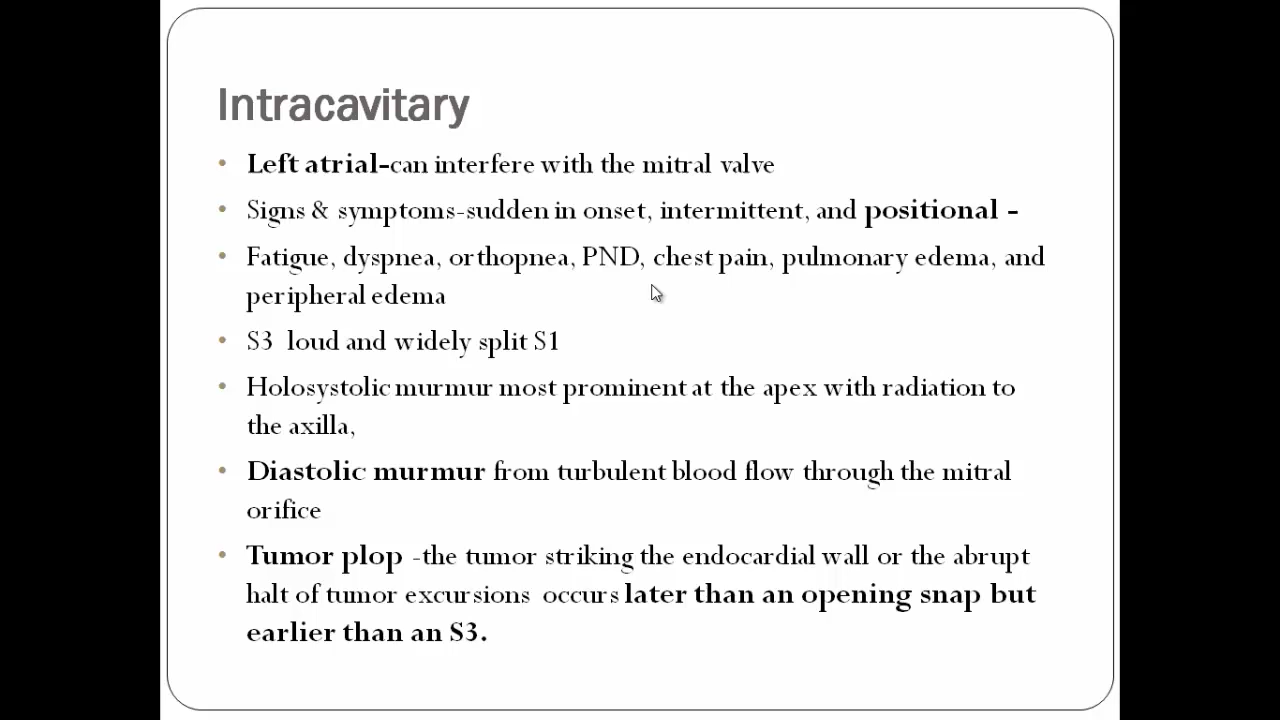 Intracavitary
• Left atrial-can interfere with the mitral valve
• Signs & symptoms-sudden in onset, intermittent, and positional -
• Fatigue, dyspnea, orthopnea, PND, chest pain, pulmonary edema, and
peripheral edema
• S3 loud and widely split S1
• Holosystolic murmur most prominent at the apex with radiation to
the axilla,
• Diastolic murmur from turbulent blood flow through the mitral
orifice
• Tumor plop -the tumor striking the endocardial wall or the abrupt
halt of tumor excursions occurs later than an opening snap but
earlier than an S3.